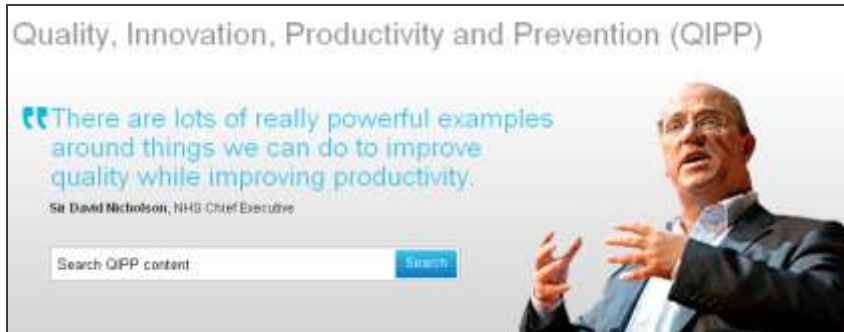 Quality, Innovation, Productivity and Prevention (QIPP)
There are lots of really powerful examples
around things we can do to improve
quality while improving productivity.
Sir David Nicholson, NHS Chief Executive
Search QIPP content
Search